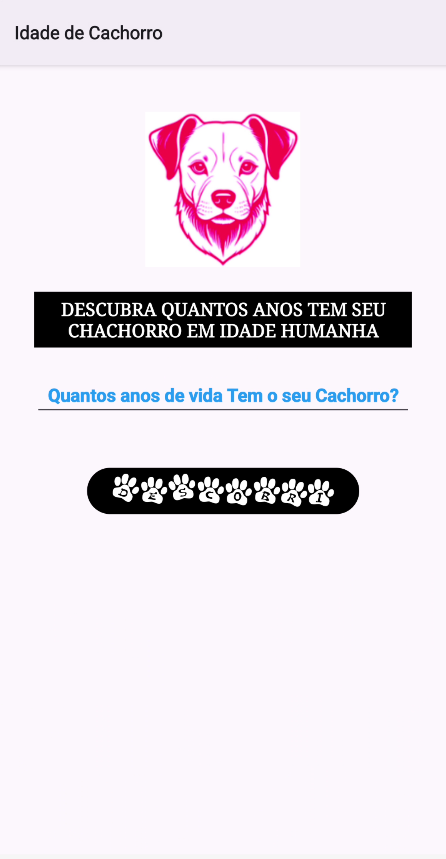 Idade de Cachorro
DESCUBRA QUANTOS ANOS TEM SEU
CHACHORRO EM IDADE HUMANHA
Quantos anos de vida Tem o seu Cachorro?
DESCOBRI